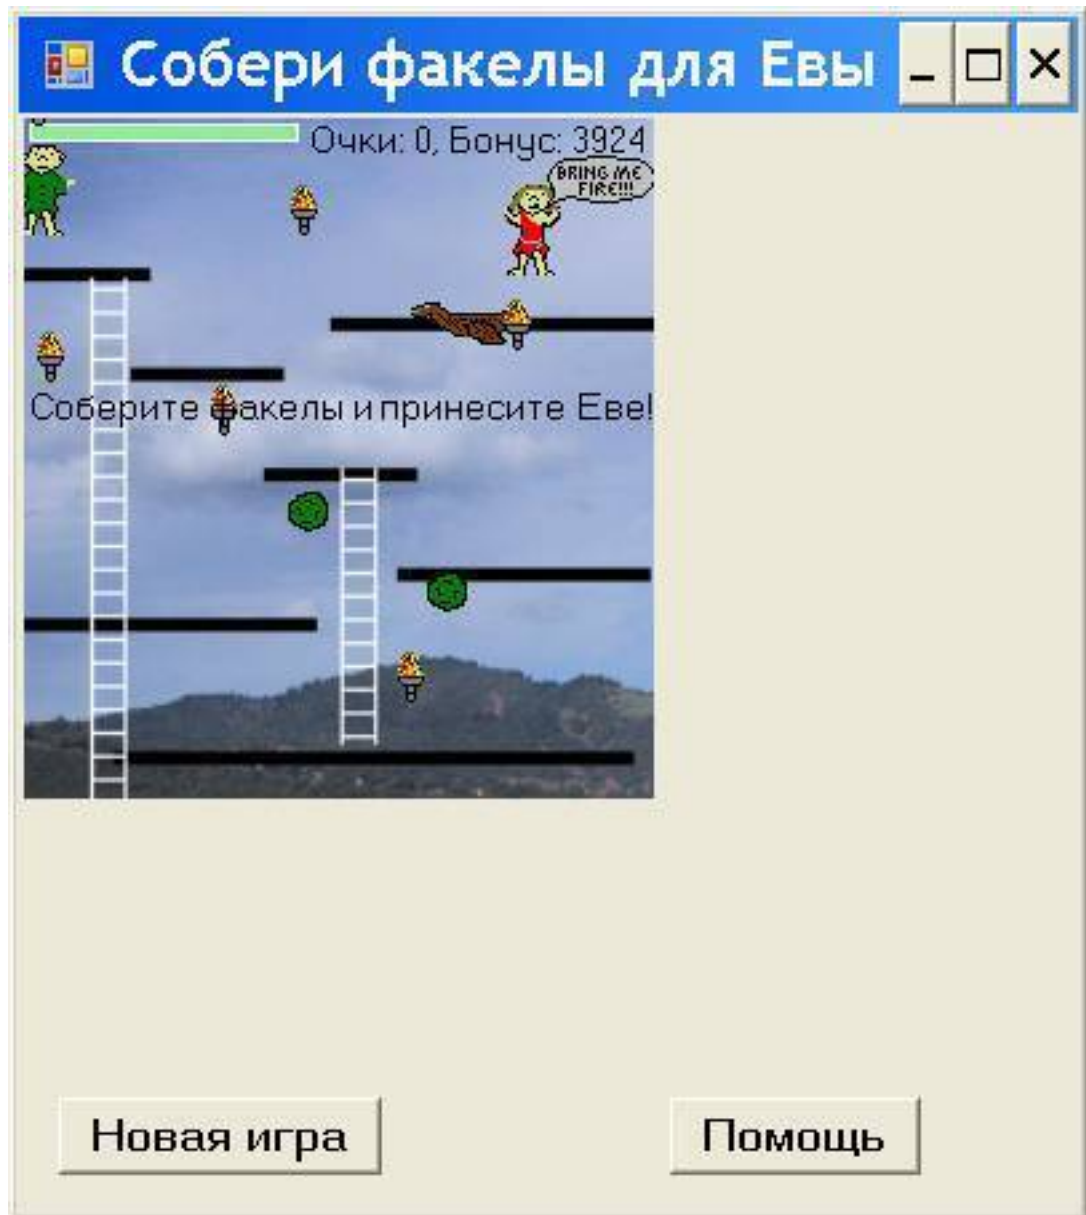 Собери факелы для Евы
Очки: 0, Бонус: 3924
BRING ME
FIRE!!!
Соберите факелы и принесите Еве!
Новая игра
Помощь